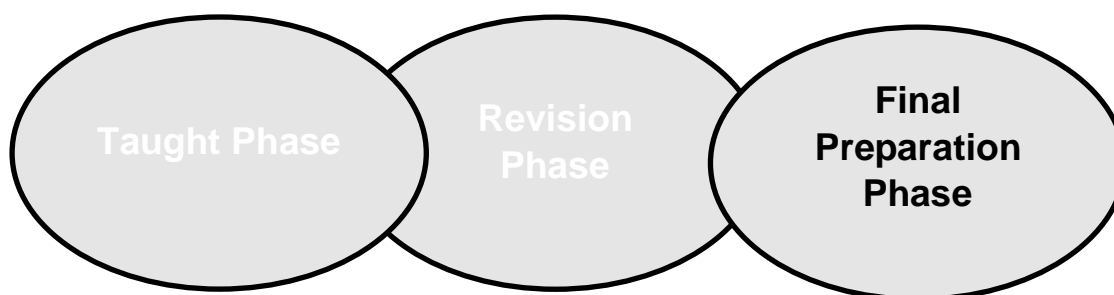 Taught Phase
Revision
Phase
Final
Preparation
Phase